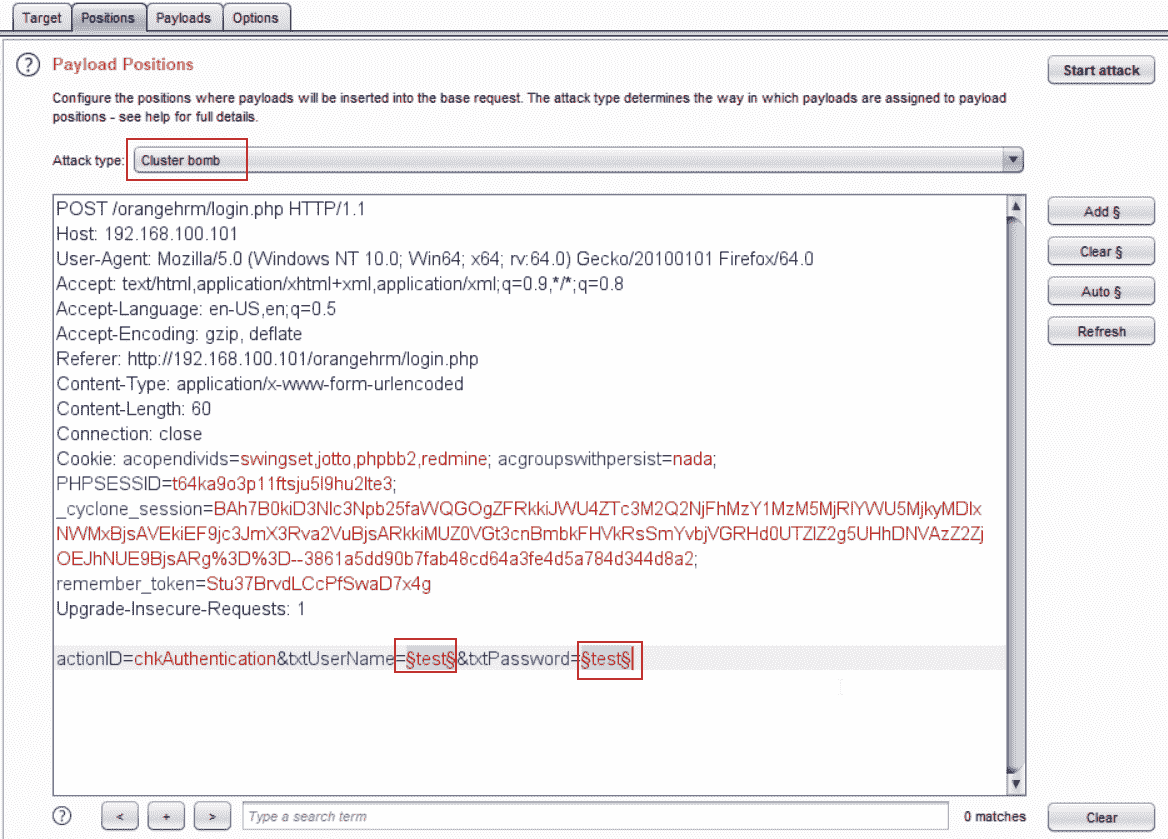 Target Positions Payloads Options
? Payload Positions
Start attack
Configure the positions where payloads will be inserted into the base request. The attack type determines the way in which payloads are assigned to payload
positions - see help for full details.
Attack type: Cluster bomb
POST /orangehrm/login.php HTTP/1.1
Host: 192.168.100.101
User-Agent: Mozilla/5.0 (Windows NT 10.0; Win64; x64; rv:64.0) Gecko/20100101 Firefox/64.0
Accept: text/html,application/xhtml+xml,application/xml;q=0.9,*/*;q=0.8
Accept-Language: en-US,en;q=0.5
Accept-Encoding: gzip, deflate
Referer: http://192.168.100.101/orangehrm/login.php
Content-Type: application/x-www-form-urlencoded
Content-Length: 60
Connection: close
Cookie: acopendivids=swingset,jotto,phpbb2,redmine; acgroupswithpersist=nada;
PHPSESSID=t64ka9o3p11ftsju5l9hu2lte3;
_cyclone_session=BAh7B0kiD3Nlc3Npb25faWQGOgZFRkkiJWU4ZTc3M2Q2NjFhMzY1MzM5MjRlYWU5MjkyMDIx
NWMxBjsAVEkiEF9jc3JmX3Rva2VuBjsARkkiMUZ0VGt3cnBmbkFHVkRsSmYvbjVGRHd0UTZlZ2g5UHhDNVAzZ2Zj
OEJhNUE9BjsARg%3D%3D--3861a5dd90b7fab48cd64a3fe4d5a784d344d8a2;
remember_token=Stu37BrvdLCcPfSwaD7x4g
Upgrade-Insecure-Requests: 1
actionID=chkAuthentication&txtUserName=§test§&txtPassword=§test§
Add §
Clear §
Auto §
Refresh
? < + > Type a search term 0 matches Clear